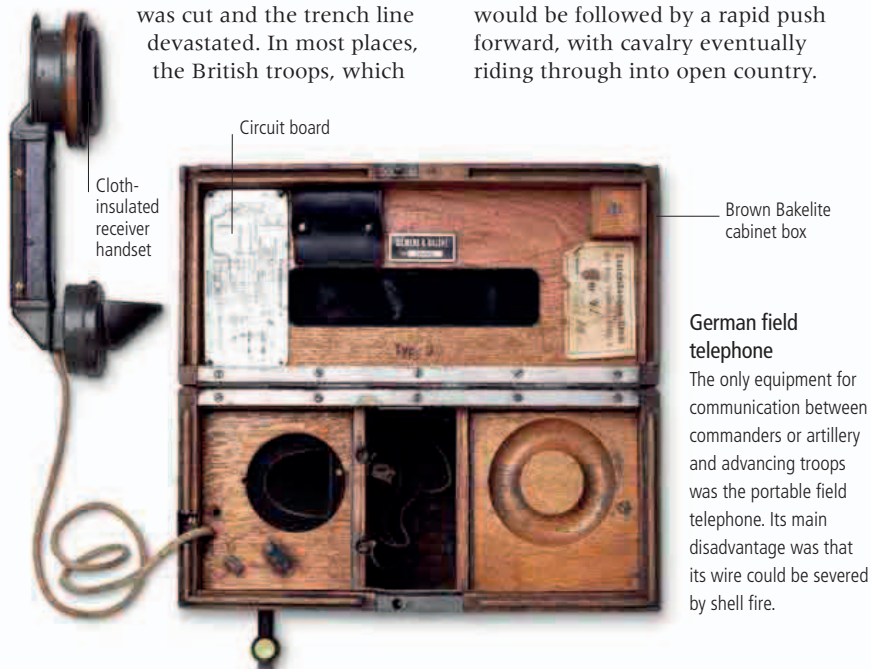 was cut and the trench line
devastated. In most places,
the British troops, which
would be followed by a rapid push
forward, with cavalry eventually
riding through into open country.
Circuit board
Cloth-
insulated
receiver
handset
Brown Bakelite
cabinet box
German field
telephone
The only equipment for
communication between
commanders or artillery
and advancing troops
was the portable field
telephone. Its main
disadvantage was that
its wire could be severed
by shell fire.